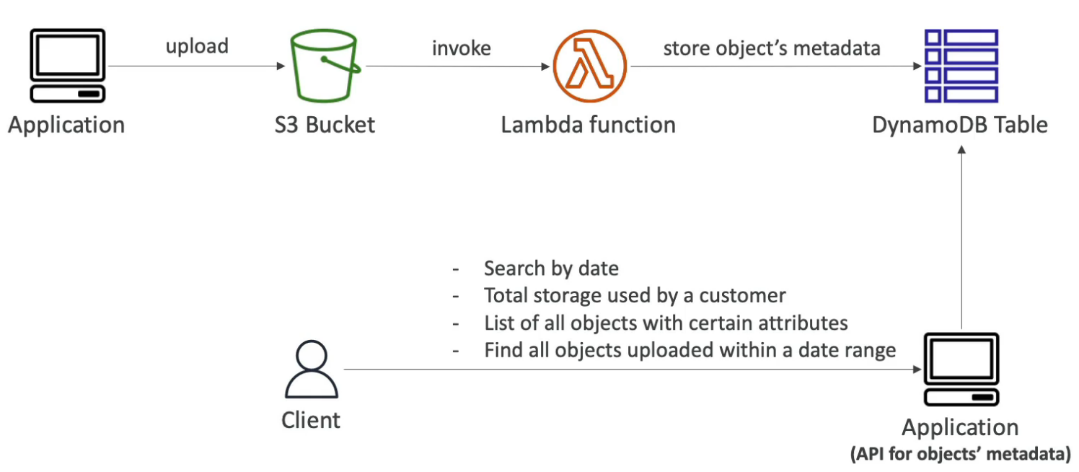 upload
invoke
store object's metadata
Application
S3 Bucket
Lambda function
DynamoDB Table
- Search by date
- Total storage used by a customer
- List of all objects with certain attributes
- Find all objects uploaded within a date range
Client
Application
(API for objects' metadata)